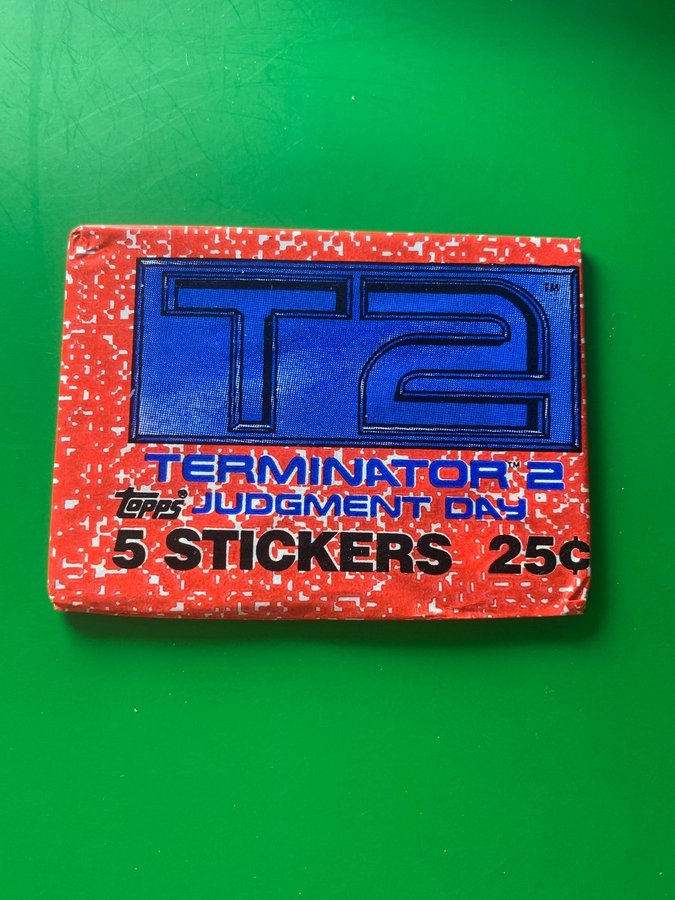 T2™
TERMINATOR™ 2
TOPPS® JUDGMENT DAY
5 STICKERS 25¢